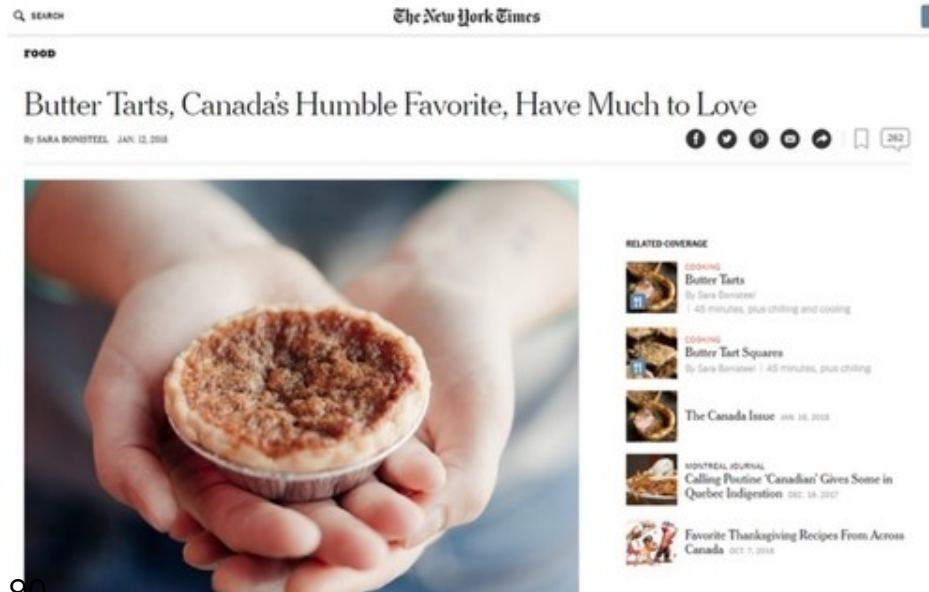 SEARCH
The New York Times
FOOD
Butter Tarts, Canada's Humble Favorite, Have Much to Love
By SARA BONISTEEL JAN. 12, 2018
262
RELATED COVERAGE
COOKING
Butter Tarts
By Sara Bonisteel
| 45 minutes, plus chilling and cooling
COOKING
Butter Tart Squares
By Sara Bonisteel | 45 minutes, plus chilling
The Canada Issue JAN. 16, 2018
MONTREAL JOURNAL
Calling Poutine 'Canadian' Gives Some in
Quebec Indigestion DEC. 19, 2017
Favorite Thanksgiving Recipes From Across
Canada OCT. 7, 2016